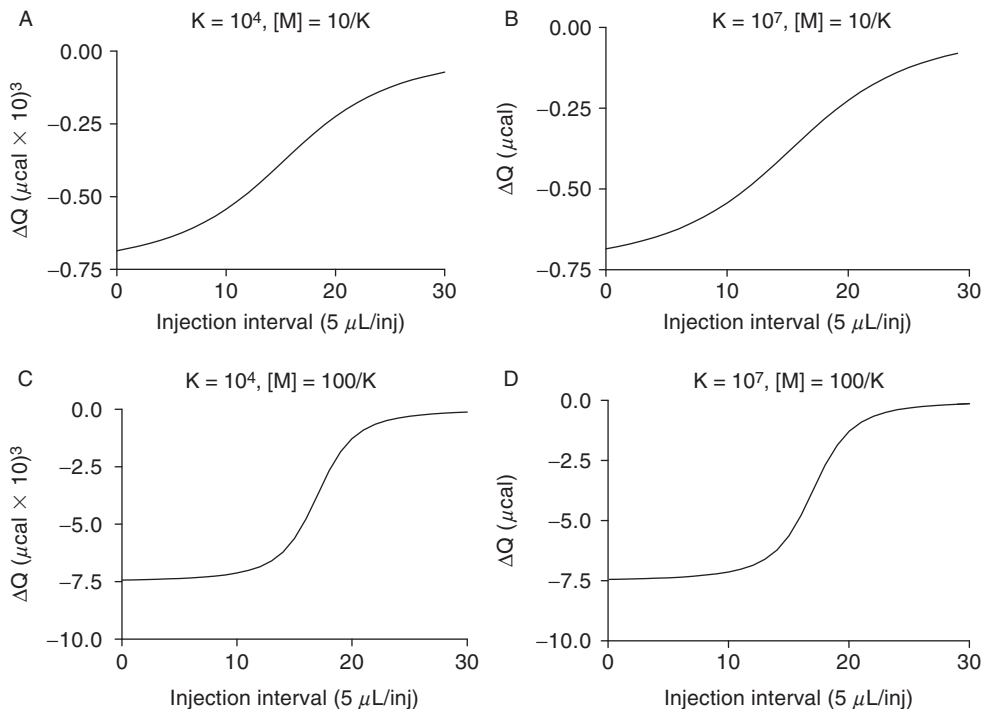 A
K = 10⁴, [M] = 10/K
ΔQ (μcal × 10)³
0.00
−0.25
−0.50
−0.75
0 10 20 30
Injection interval (5 μL/inj)
B
K = 10⁷, [M] = 10/K
ΔQ (μcal)
0.00
−0.25
−0.50
−0.75
0 10 20 30
Injection interval (5 μL/inj)
C
K = 10⁴, [M] = 100/K
ΔQ (μcal × 10)³
0.0
−2.5
−5.0
−7.5
−10.0
0 10 20 30
Injection interval (5 μL/inj)
D
K = 10⁷, [M] = 100/K
ΔQ (μcal)
0.0
−2.5
−5.0
−7.5
−10.0
0 10 20 30
Injection interval (5 μL/inj)